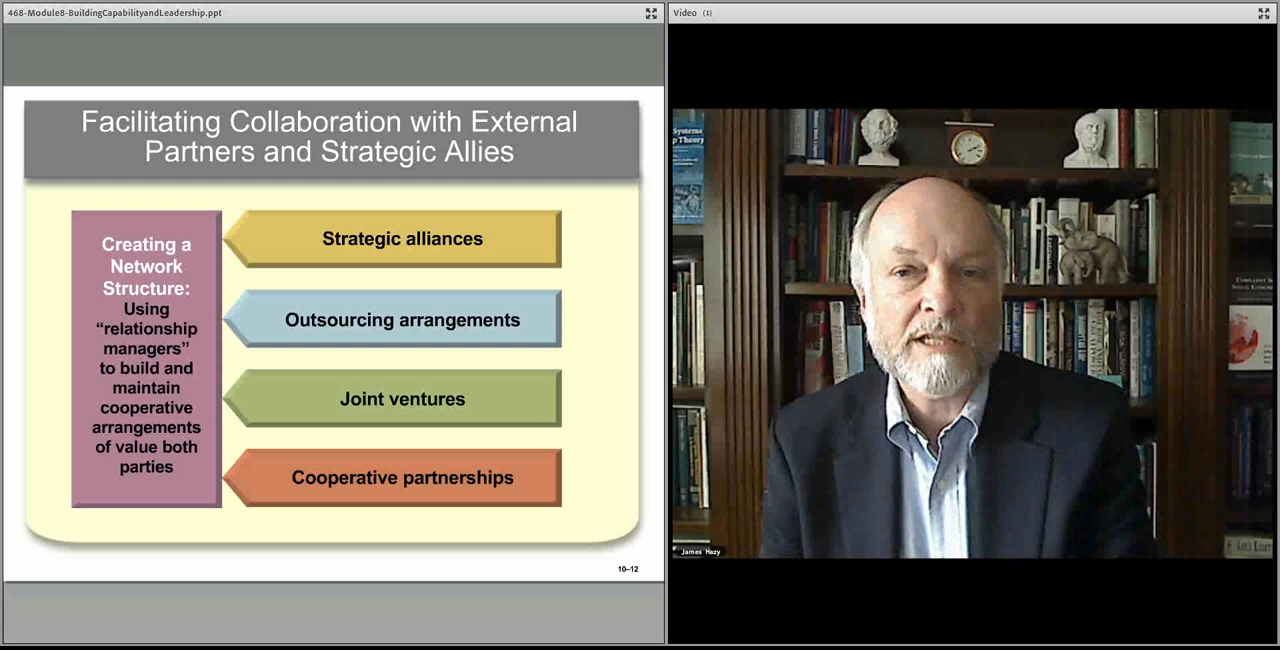 468-Module8-BuildingCapabilityandLeadership.ppt
Facilitating Collaboration with External
Partners and Strategic Allies
Creating a
Network
Structure:
Using
“relationship
managers”
to build and
maintain
cooperative
arrangements
of value both
parties
Strategic alliances
Outsourcing arrangements
Joint ventures
Cooperative partnerships
10–12
Video (1)
Systems
Theory
James Hazy